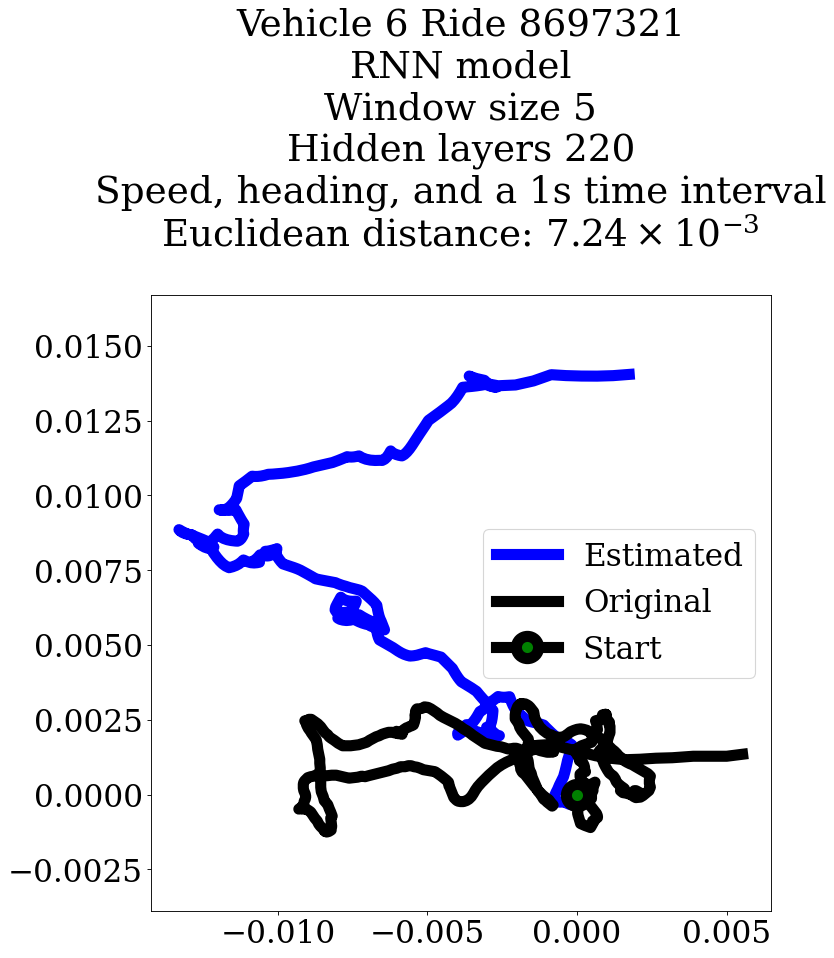 Vehicle 6 Ride 8697321
RNN model
Window size 5
Hidden layers 220
Speed, heading, and a 1s time interval
Euclidean distance: 7.24 × 10⁻³
0.0150
0.0125
0.0100
0.0075
0.0050
0.0025
0.0000
−0.0025
Estimated
Original
Start
−0.010
−0.005
0.000
0.005